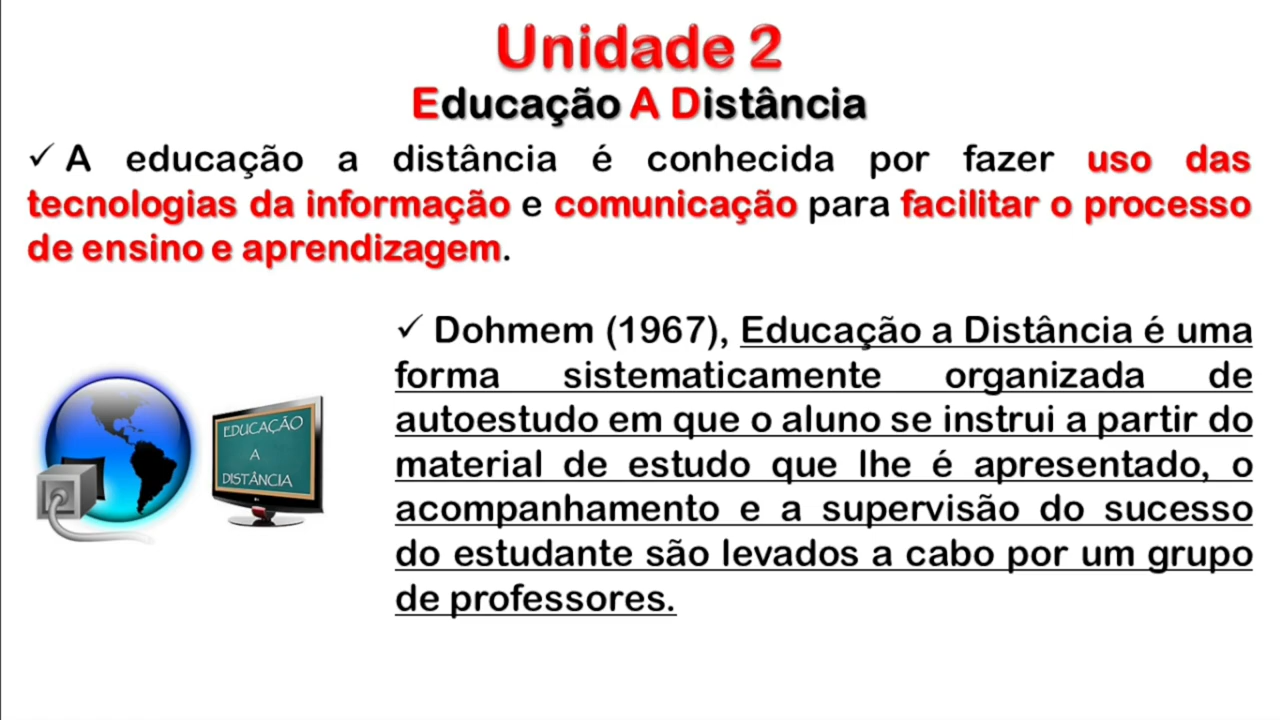 Unidade 2
Educação A Distância
✓ A educação a distância é conhecida por fazer uso das
tecnologias da informação e comunicação para facilitar o processo
de ensino e aprendizagem.
✓ Dohmem (1967), Educação a Distância é uma
forma sistematicamente organizada de
autoestudo em que o aluno se instrui a partir do
material de estudo que lhe é apresentado, o
acompanhamento e a supervisão do sucesso
do estudante são levados a cabo por um grupo
de professores.
EDUCAÇÃO
A
DISTÂNCIA